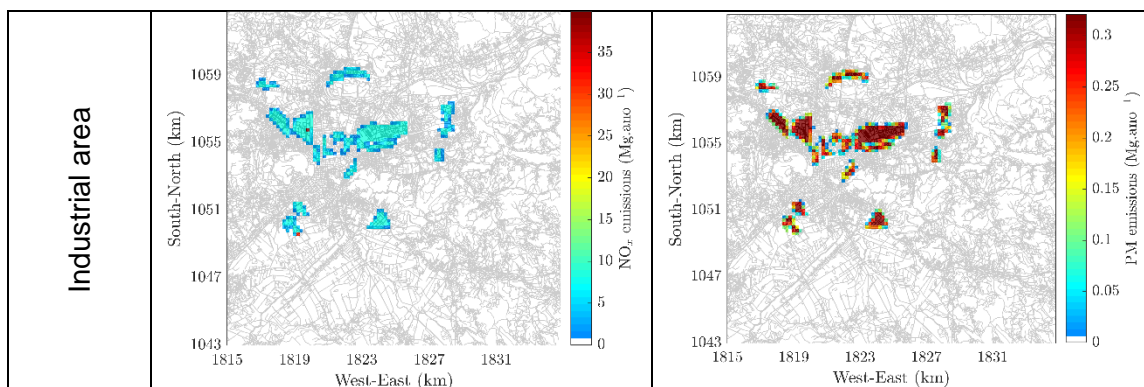 Industrial area
South-North (km)
1059
1055
1051
1047
1043
1815 1819 1823 1827 1831
West-East (km)
35
30
25
20
15
10
5
0
NOx emissions (Mg.ano⁻¹)
South-North (km)
1059
1055
1051
1047
1043
1815 1819 1823 1827 1831
West-East (km)
0.3
0.25
0.2
0.15
0.1
0.05
0
PM emissions (Mg.ano⁻¹)